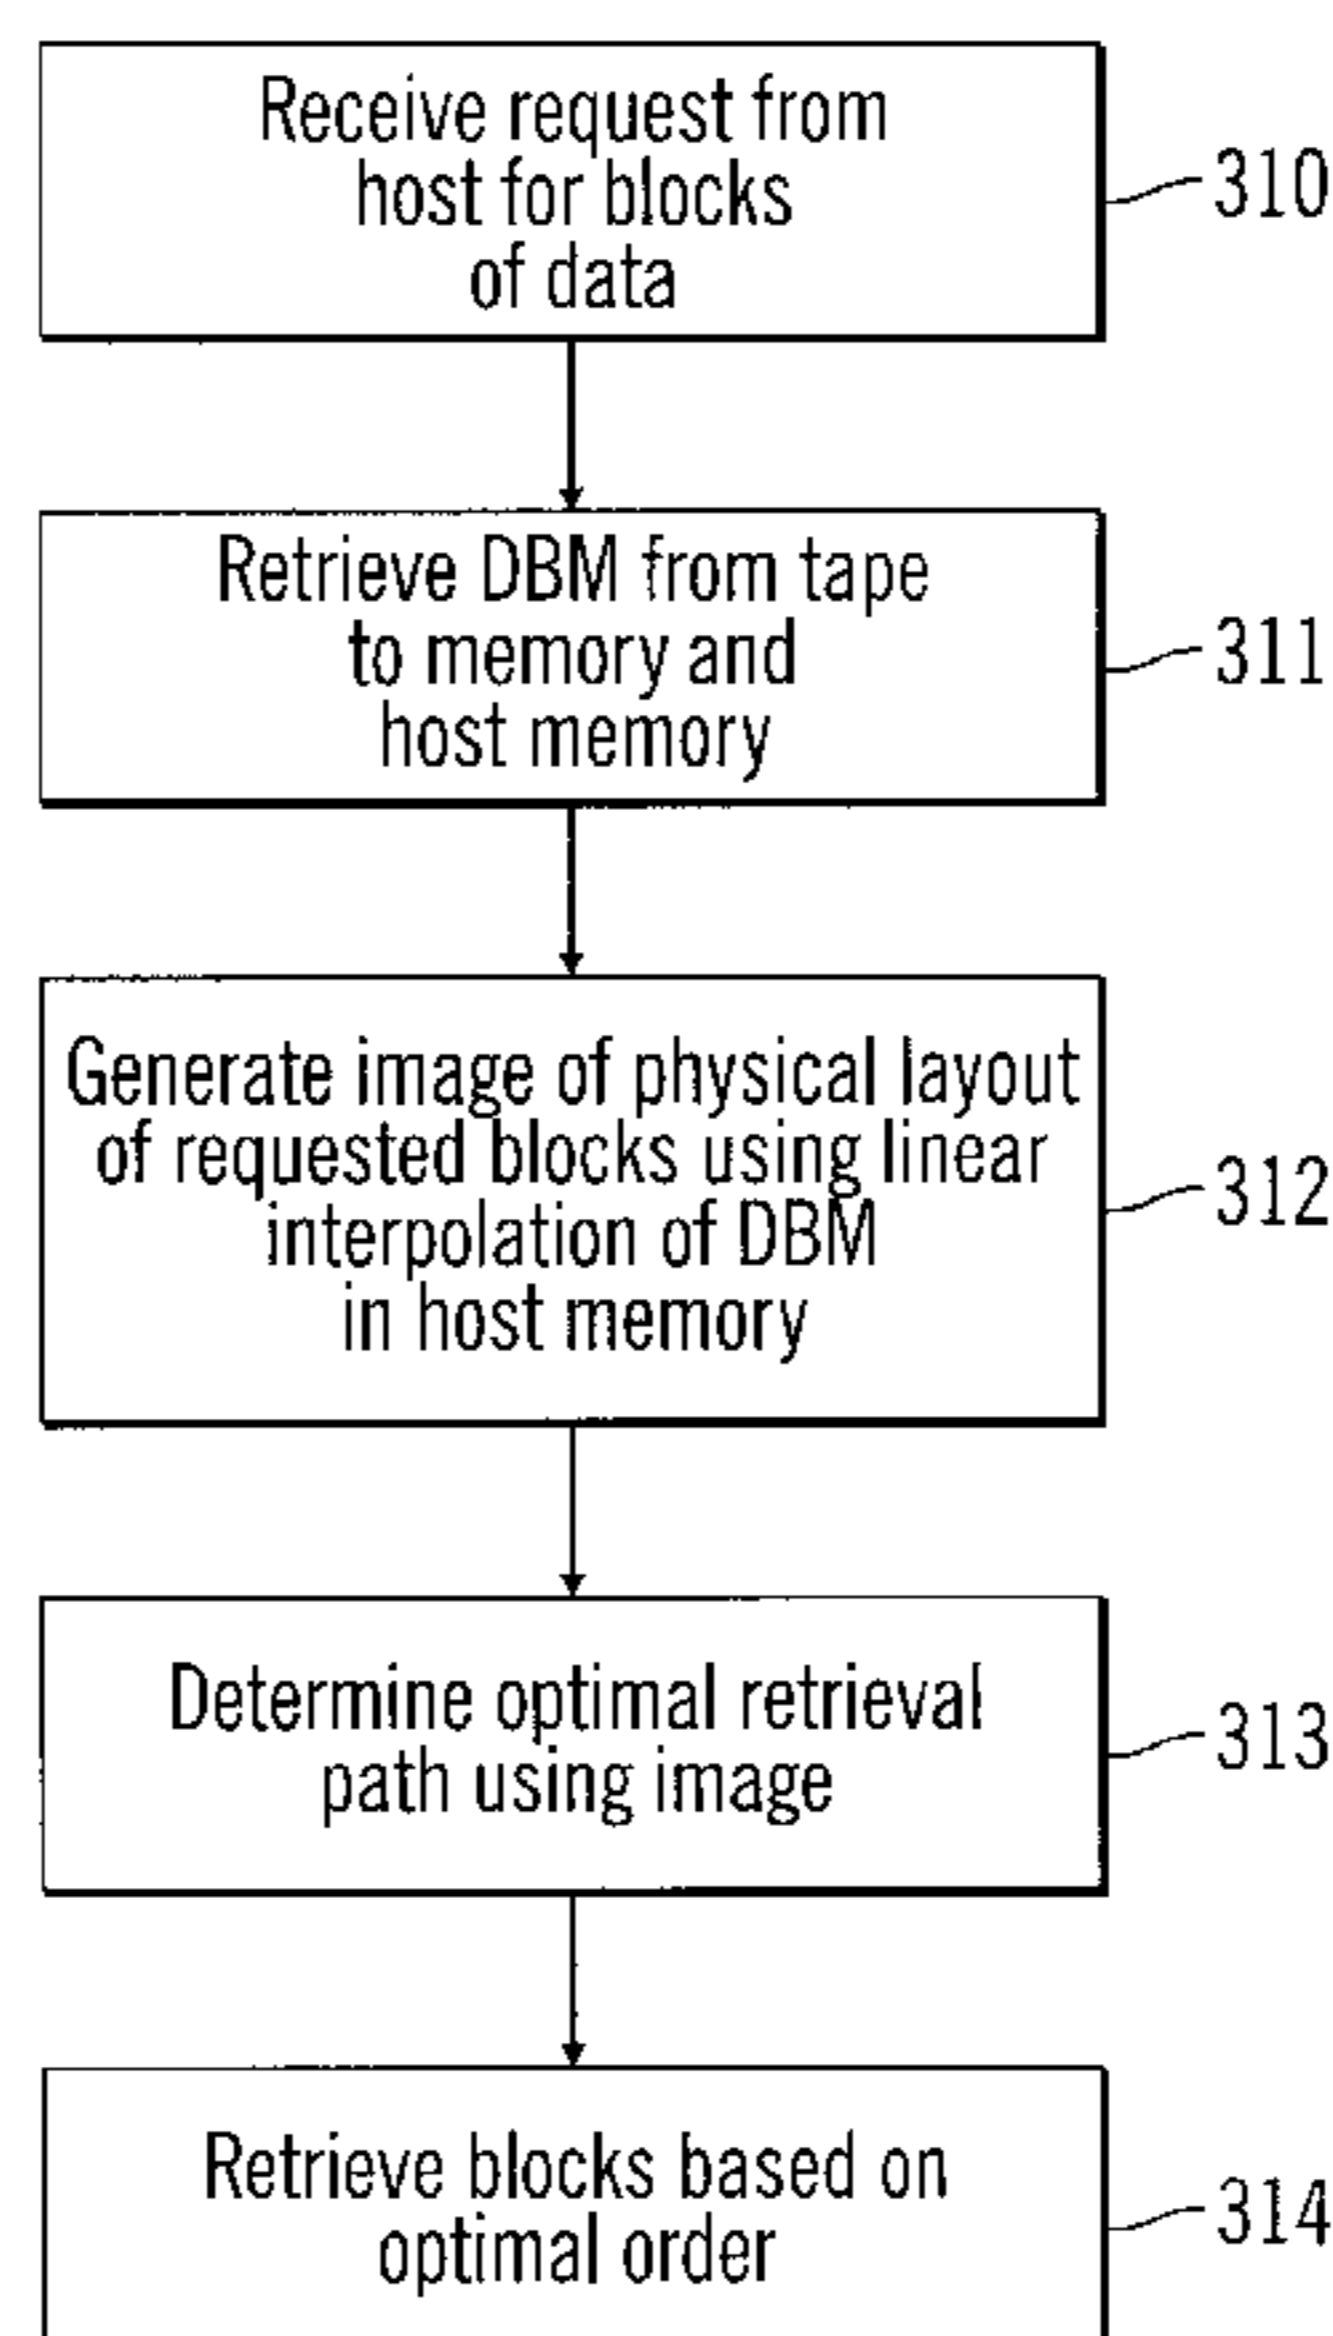 Receive request from
host for blocks
of data
310
Retrieve DBM from tape
to memory and
host memory
311
Generate image of physical layout
of requested blocks using linear
interpolation of DBM
in host memory
312
Determine optimal retrieval
path using image
313
Retrieve blocks based on
optimal order
314